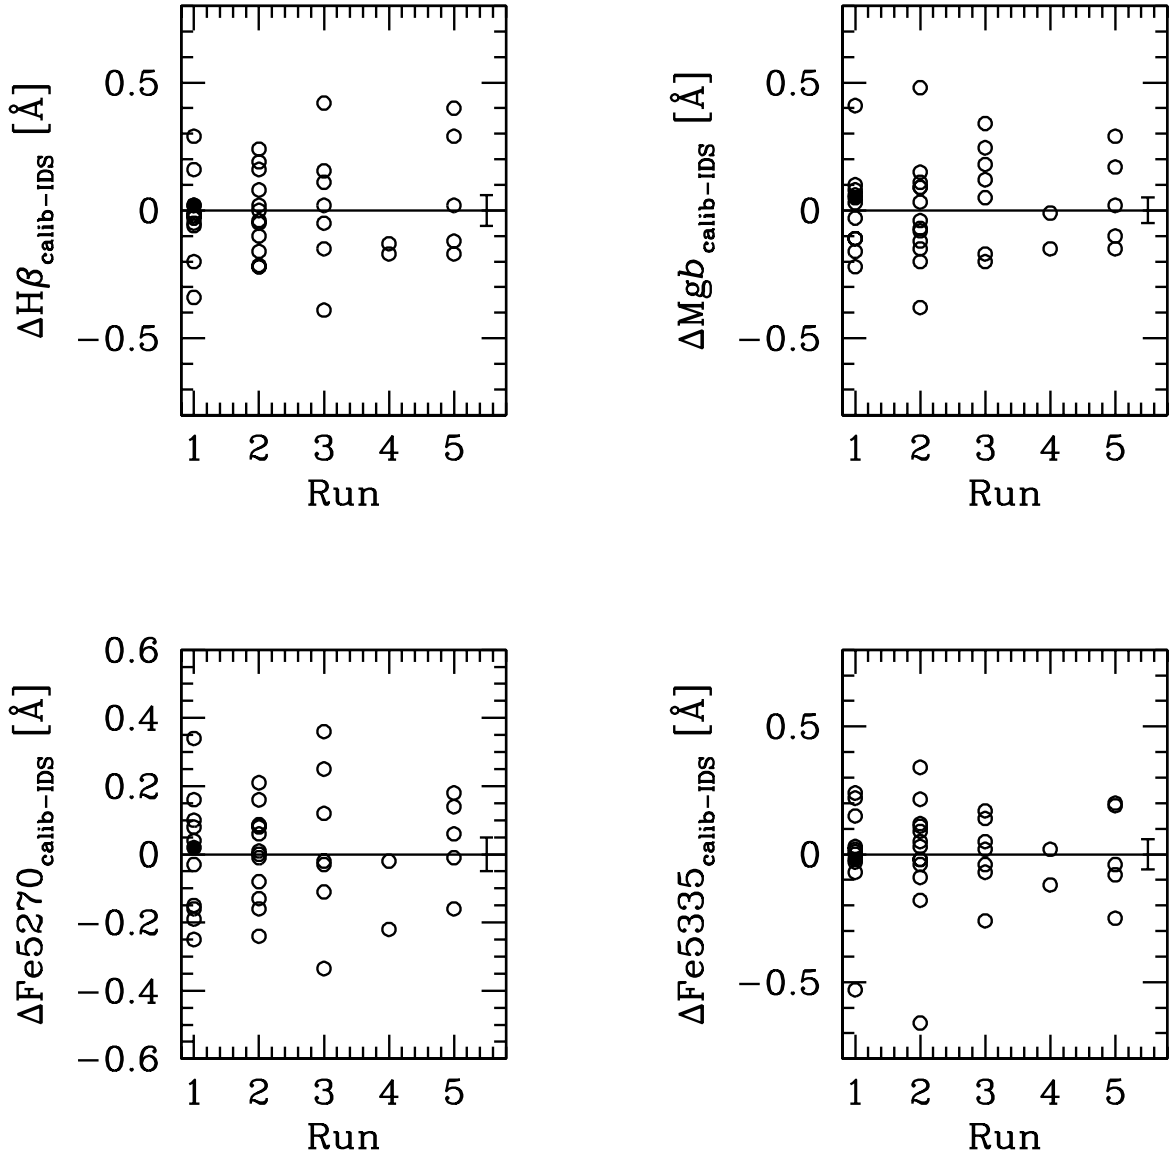 ΔHβcalib−IDS [Å]
0.5
0
−0.5
1 2 3 4 5
Run
ΔMgbcalib−IDS [Å]
0.5
0
−0.5
1 2 3 4 5
Run
ΔFe5270calib−IDS [Å]
0.6
0.4
0.2
0
−0.2
−0.4
−0.6
1 2 3 4 5
Run
ΔFe5335calib−IDS [Å]
0.5
0
−0.5
1 2 3 4 5
Run